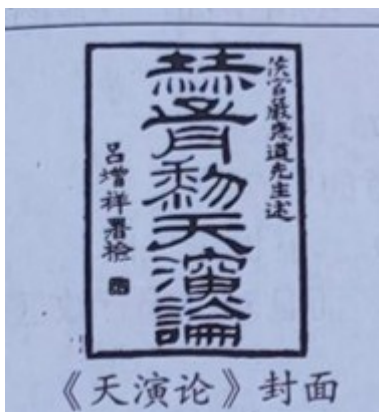 侯官嚴幾道先生述
赫胥黎天演論
呂增祥署檢
《天演论》封面